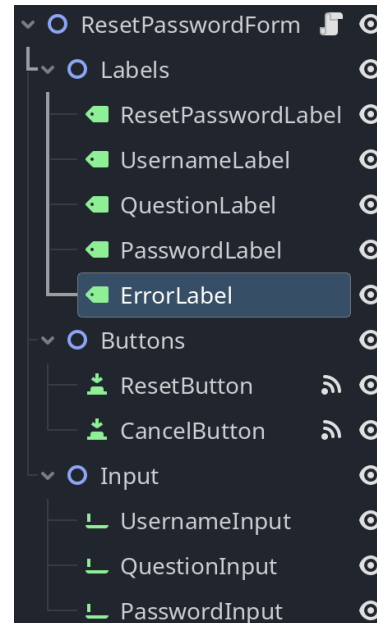 ResetPasswordForm
Labels
ResetPasswordLabel
UsernameLabel
QuestionLabel
PasswordLabel
ErrorLabel
Buttons
ResetButton
CancelButton
Input
UsernameInput
QuestionInput
PasswordInput